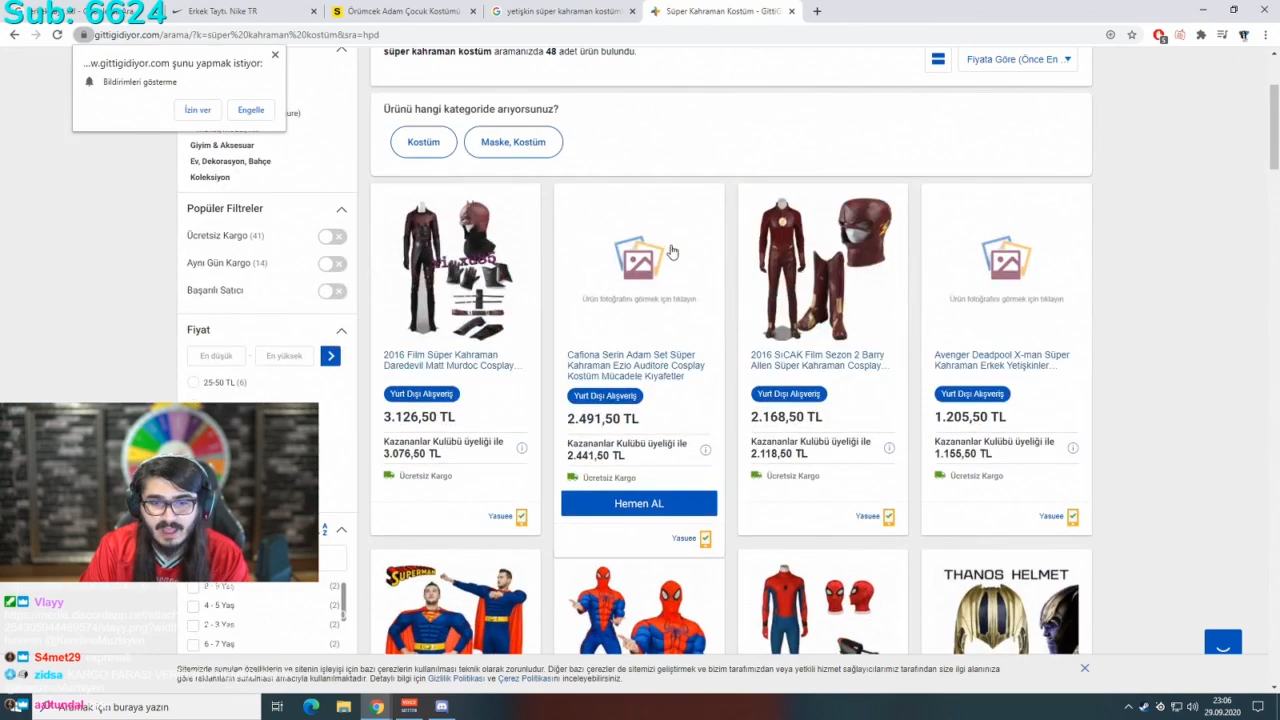 Sub: 6624
Erkek Taytı. Nike TR
Örümcek Adam Çocuk Kostümü
yetişkin süper kahraman kostüm
Süper Kahraman Kostüm - GittiG
gittigidiyor.com/arama/?k=süper%20kahraman%20kostüm&sra=hpd
...w.gittigidiyor.com şunu yapmak istiyor:
Bildirimleri gösterme
İzin ver
Engelle
süper kahraman kostüm aramanızda 48 adet ürün bulundu.
Fiyata Göre (Önce En ..
Ürünü hangi kategoride arıyorsunuz?
Kostüm
Maske, Kostüm
Giyim & Aksesuar
Ev, Dekorasyon, Bahçe
Koleksiyon
Popüler Filtreler
Ücretsiz Kargo (41)
Aynı Gün Kargo (14)
Başarılı Satıcı
Fiyat
En düşük
-
En yüksek
25-50 TL (6)
2016 Film Süper Kahraman
Daredevil Matt Murdoc Cosplay...
Yurt Dışı Alışveriş
3.126,50 TL
Kazananlar Kulübü üyeliği ile
3.076,50 TL
Ücretsiz Kargo
Yasuee
Ürün fotoğrafını görmek için tıklayın
Cafiona Serin Adam Set Süper
Kahraman Ezio Auditore Cosplay
Kostüm Mücadele Kıyafetler
Yurt Dışı Alışveriş
2.491,50 TL
Kazananlar Kulübü üyeliği ile
2.441,50 TL
Ücretsiz Kargo
Hemen AL
Yasuee
2016 SıCAK Film Sezon 2 Barry
Allen Süper Kahraman Cosplay...
Yurt Dışı Alışveriş
2.168,50 TL
Kazananlar Kulübü üyeliği ile
2.118,50 TL
Ücretsiz Kargo
Yasuee
Ürün fotoğrafını görmek için tıklayın
Avenger Deadpool X-man Süper
Kahraman Erkek Yetişkinler...
Yurt Dışı Alışveriş
1.205,50 TL
Kazananlar Kulübü üyeliği ile
1.155,50 TL
Ücretsiz Kargo
Yasuee
SUPERMAN
THANOS HELMET
(2)
4 - 5 Yaş (2)
2 - 3 Yaş (2)
6 - 7 Yaş (2)
Vlayy
S4met29
zidsa KARGO PARASI
Sitemizde sunulan özelliklerin ve sitenin işleyişi için bazı çerezlerin kullanılması teknik olarak zorunludur. Diğer bazı çerezler de sitemizi geliştirmek ve bizim tarafımızdan veya yetkili hizmet sağlayıcılarımız tarafından size ilgi alanınıza
göre reklamların sunulması amacıyla kullanılmaktadır. Detaylı bilgi için Gizlilik Politikası ve Çerez Politikasını inceleyebilirsiniz.
Aramak için buraya yazın
23:06
29.09.2020